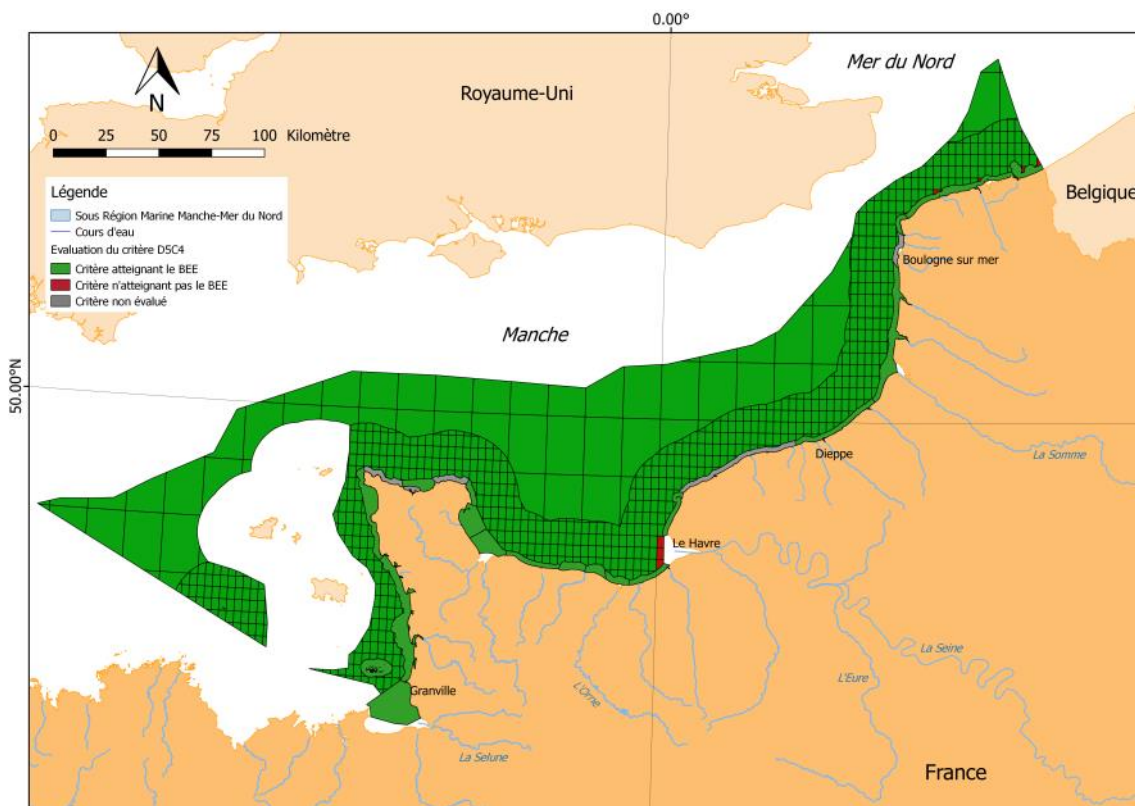 0.00°
Mer du Nord
Royaume-Uni
N
0 25 50 75 100 Kilomètre
Légende
Sous Région Marine Manche-Mer du Nord
Cours d'eau
Evaluation du critère D5C4
Critère atteignant le BEE
Critère n'atteignant pas le BEE
Critère non évalué
Belgique
Boulogne sur mer
Manche
50.00°N
Dieppe
La Somme
Le Havre
La Seine
L'Eure
L'Orne
Granville
La Selune
France